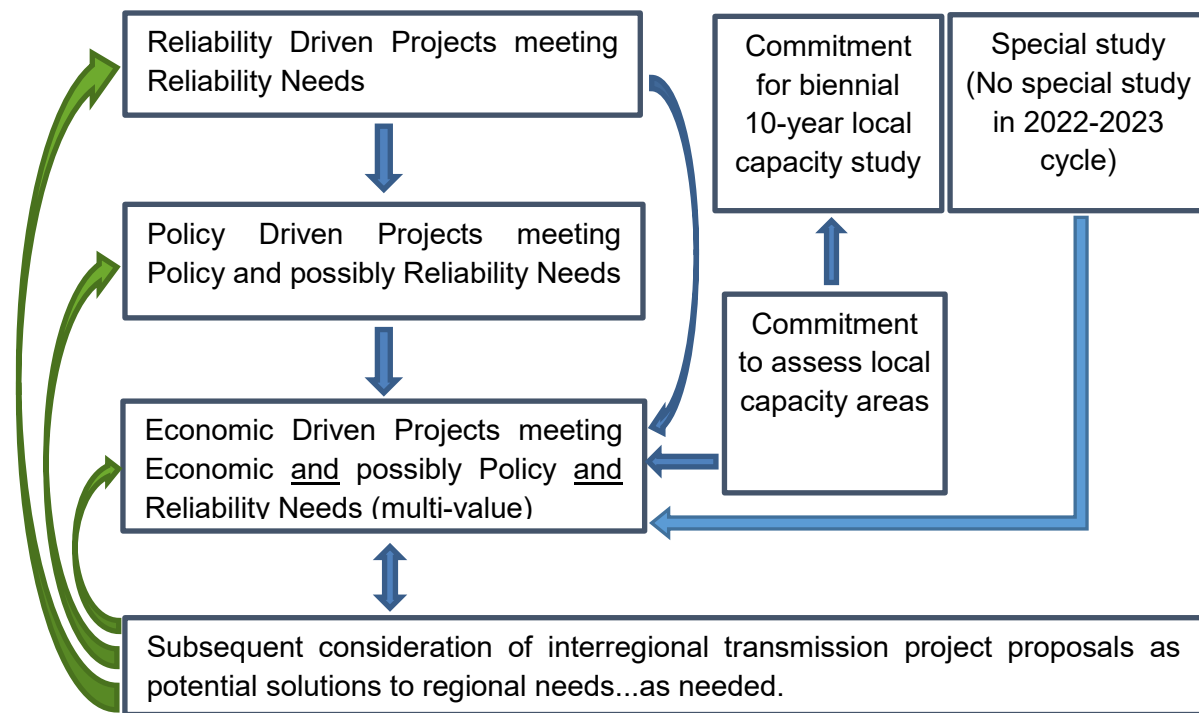 Reliability Driven Projects meeting
Reliability Needs
Policy Driven Projects meeting
Policy and possibly Reliability Needs
Economic Driven Projects meeting
Economic and possibly Policy and
Reliability Needs (multi-value)
Commitment
for biennial
10-year local
capacity study
Special study
(No special study
in 2022-2023
cycle)
Commitment
to assess local
capacity areas
Subsequent consideration of interregional transmission project proposals as
potential solutions to regional needs...as needed.